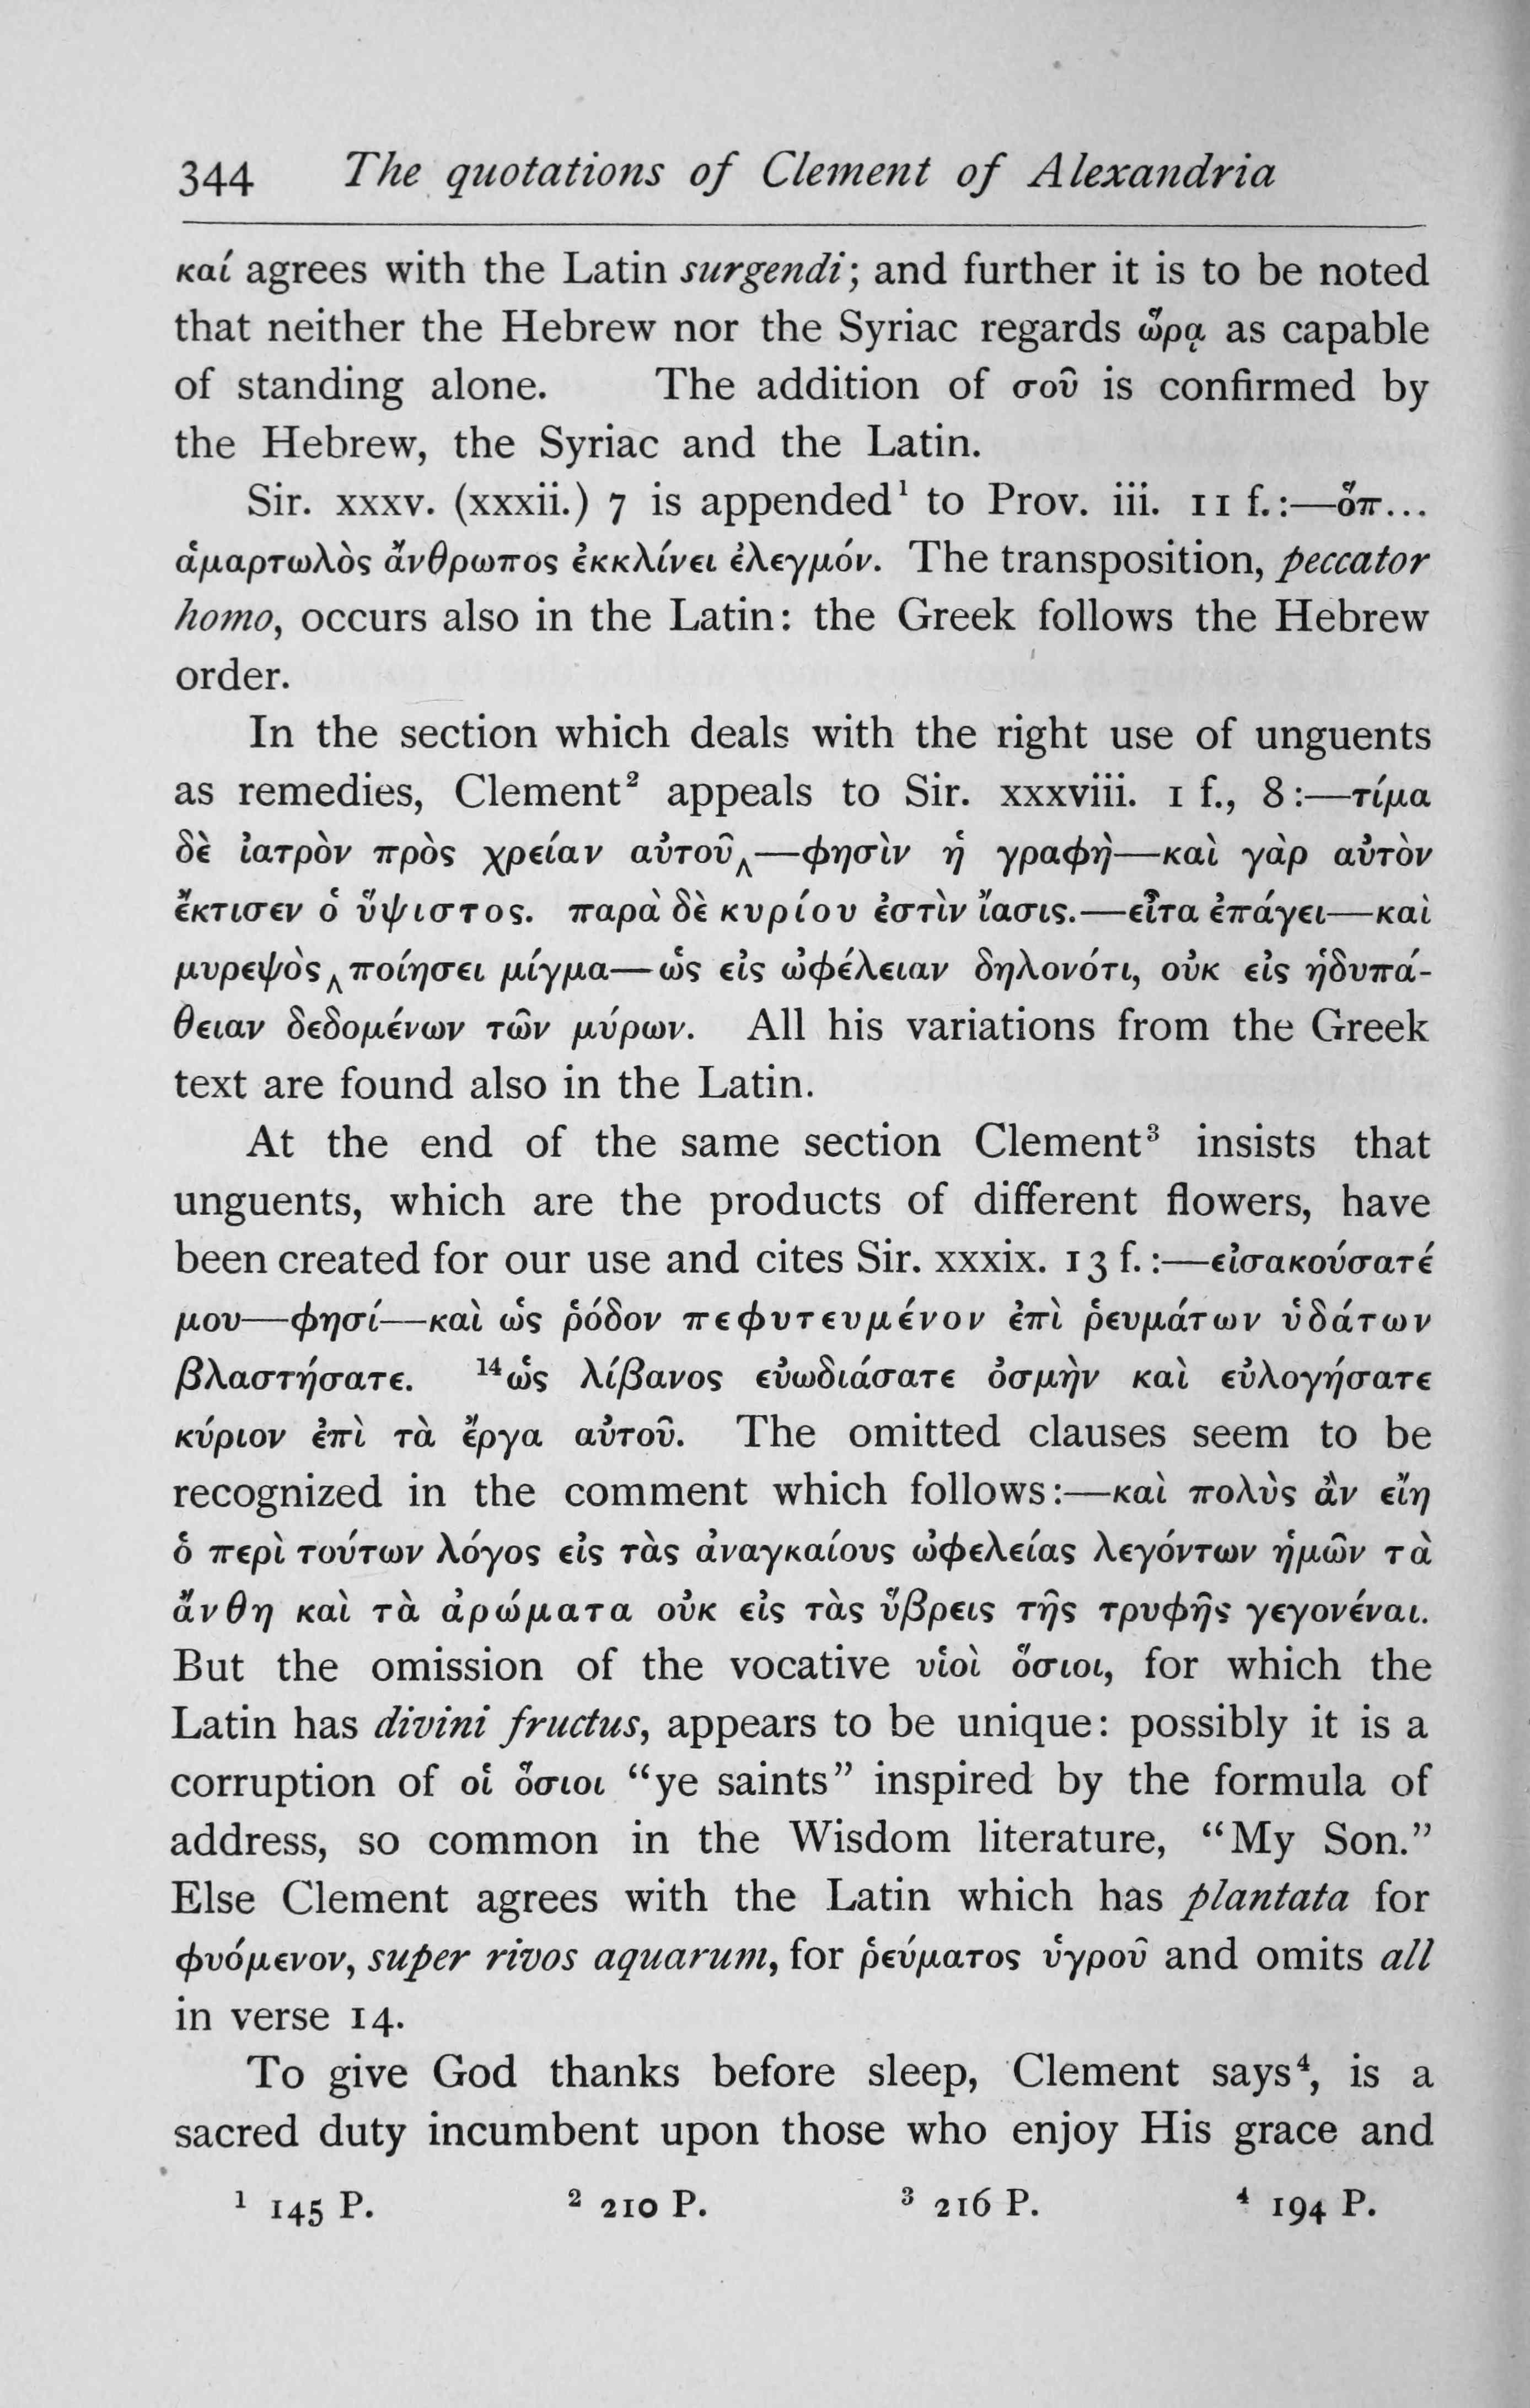 344 The quotations of Clement of Alexandria
καί agrees with the Latin surgendi; and further it is to be noted
that neither the Hebrew nor the Syriac regards ὥρᾳ as capable
of standing alone. The addition of σοῦ is confirmed by
the Hebrew, the Syriac and the Latin.
Sir. xxxv. (xxxii.) 7 is appended¹ to Prov. iii. 11 f.:—ὅπ...
ἁμαρτωλὸς ἄνθρωπος ἐκκλίνει ἐλεγμόν. The transposition, peccator
homo, occurs also in the Latin: the Greek follows the Hebrew
order.
In the section which deals with the right use of unguents
as remedies, Clement² appeals to Sir. xxxviii. 1 f., 8:—τίμα
δὲ ἰατρὸν πρὸς χρείαν αὐτοῦ‸—φησὶν ἡ γραφὴ—καὶ γὰρ αὐτὸν
ἔκτισεν ὁ ὕψιστος. παρὰ δὲ κυρίου ἐστὶν ἴασις.—εἶτα ἐπάγει—καὶ
μυρεψὸς‸ποίησει μίγμα—ὡς εἰς ὠφέλειαν δηλονότι, οὐκ εἰς ἡδυπά-
θειαν δεδομένων τῶν μύρων. All his variations from the Greek
text are found also in the Latin.
At the end of the same section Clement³ insists that
unguents, which are the products of different flowers, have
been created for our use and cites Sir. xxxix. 13 f.:—εἰσακούσατέ
μου—φησί—καὶ ὡς ῥόδον πεφυτευμένον ἐπὶ ῥευμάτων ὑδάτων
βλαστήσατε. ¹⁴ὡς λίβανος εὐωδιάσατε ὀσμὴν καὶ εὐλογήσατε
κύριον ἐπὶ τὰ ἔργα αὐτοῦ. The omitted clauses seem to be
recognized in the comment which follows:—καὶ πολὺς ἂν εἴη
ὁ περὶ τούτων λόγος εἰς τὰς ἀναγκαίους ὠφελείας λεγόντων ἡμῶν τὰ
ἄνθη καὶ τὰ ἀρώματα οὐκ εἰς τὰς ὕβρεις τῆς τρυφῆς γεγονέναι.
But the omission of the vocative υἱοὶ ὅσιοι, for which the
Latin has divini fructus, appears to be unique: possibly it is a
corruption of οἱ ὅσιοι “ye saints” inspired by the formula of
address, so common in the Wisdom literature, “My Son.”
Else Clement agrees with the Latin which has plantata for
φυόμενον, super rivos aquarum, for ῥεύματος ὑγροῦ and omits all
in verse 14.
To give God thanks before sleep, Clement says⁴, is a
sacred duty incumbent upon those who enjoy His grace and
¹ 145 P. ² 210 P. ³ 216 P. ⁴ 194 P.